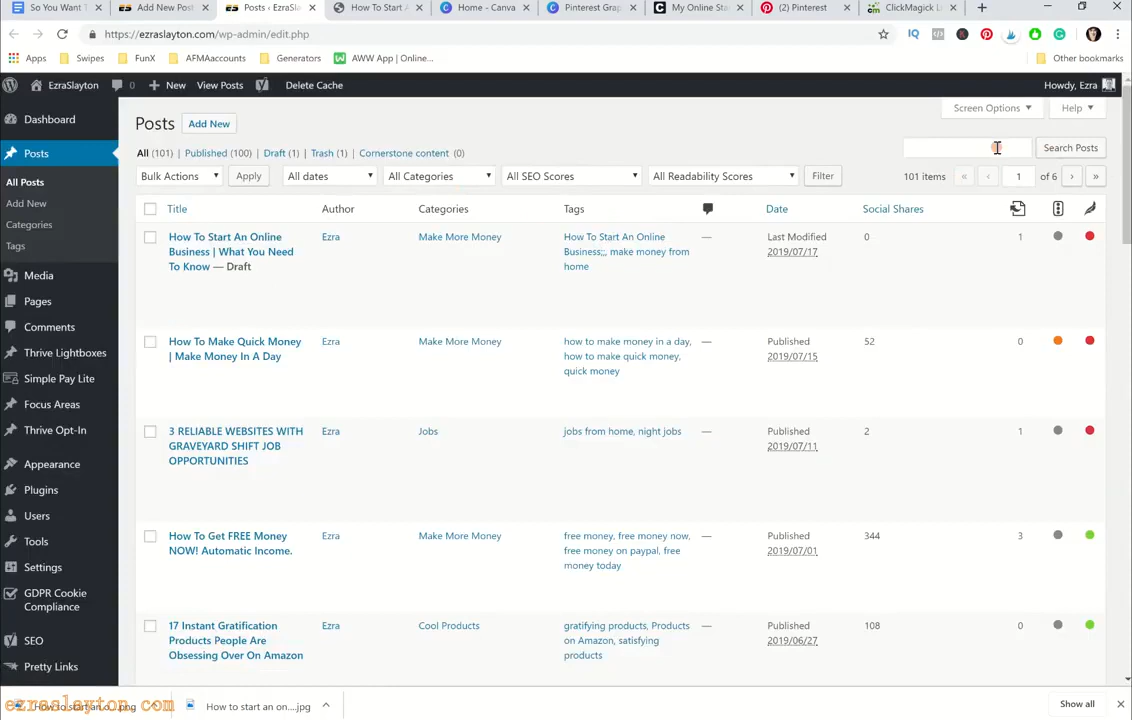 So You Want T
Add New Post
Posts ‹ EzraSla
How To Start A
Home - Canva
Pinterest Grap
My Online Sta
(2) Pinterest
ClickMagick L
https://ezraslayton.com/wp-admin/edit.php
Apps
Swipes
FunX
AFMAaccounts
Generators
AWW App | Online...
Other bookmarks
EzraSlayton
0
New
View Posts
Delete Cache
Howdy, Ezra
Dashboard
Posts
All Posts
Add New
Categories
Tags
Media
Pages
Comments
Thrive Lightboxes
Simple Pay Lite
Focus Areas
Thrive Opt-In
Appearance
Plugins
Users
Tools
Settings
GDPR Cookie
Compliance
SEO
Pretty Links
Screen Options
Help
Posts
Add New
All (101) | Published (100) | Draft (1) | Trash (1) | Cornerstone content (0)
Search Posts
Bulk Actions
Apply
All dates
All Categories
All SEO Scores
All Readability Scores
Filter
101 items
«
‹
1
of 6
›
»
Title
Author
Categories
Tags
Date
Social Shares
How To Start An Online
Business | What You Need
To Know — Draft
Ezra
Make More Money
How To Start An Online
Business;;, make money from
home
—
Last Modified
2019/07/17
0
1
How To Make Quick Money
| Make Money In A Day
Ezra
Make More Money
how to make money in a day,
how to make quick money,
quick money
—
Published
2019/07/15
52
0
3 RELIABLE WEBSITES WITH
GRAVEYARD SHIFT JOB
OPPORTUNITIES
Ezra
Jobs
jobs from home, night jobs
—
Published
2019/07/11
2
1
How To Get FREE Money
NOW! Automatic Income.
Ezra
Make More Money
free money, free money now,
free money on paypal, free
money today
—
Published
2019/07/01
344
3
17 Instant Gratification
Products People Are
Obsessing Over On Amazon
Ezra
Cool Products
gratifying products, Products
on Amazon, satisfying
products
—
Published
2019/06/27
108
0
ezraslayton.com
How to start an on....jpg
Show all